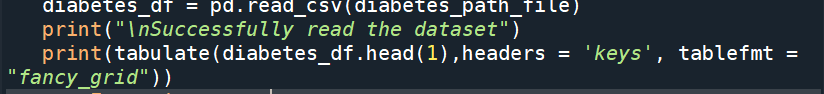 diabetes_df = pd.read_csv(diabetes_path_file)
print("\nSuccessfully read the dataset")
print(tabulate(diabetes_df.head(1),headers = 'keys', tablefmt =
"fancy_grid"))